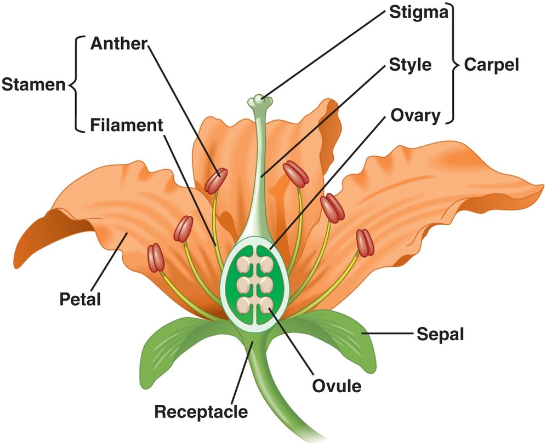 Stigma
Anther
Style
Carpel
Stamen
Ovary
Filament
Petal
Sepal
Ovule
Receptacle